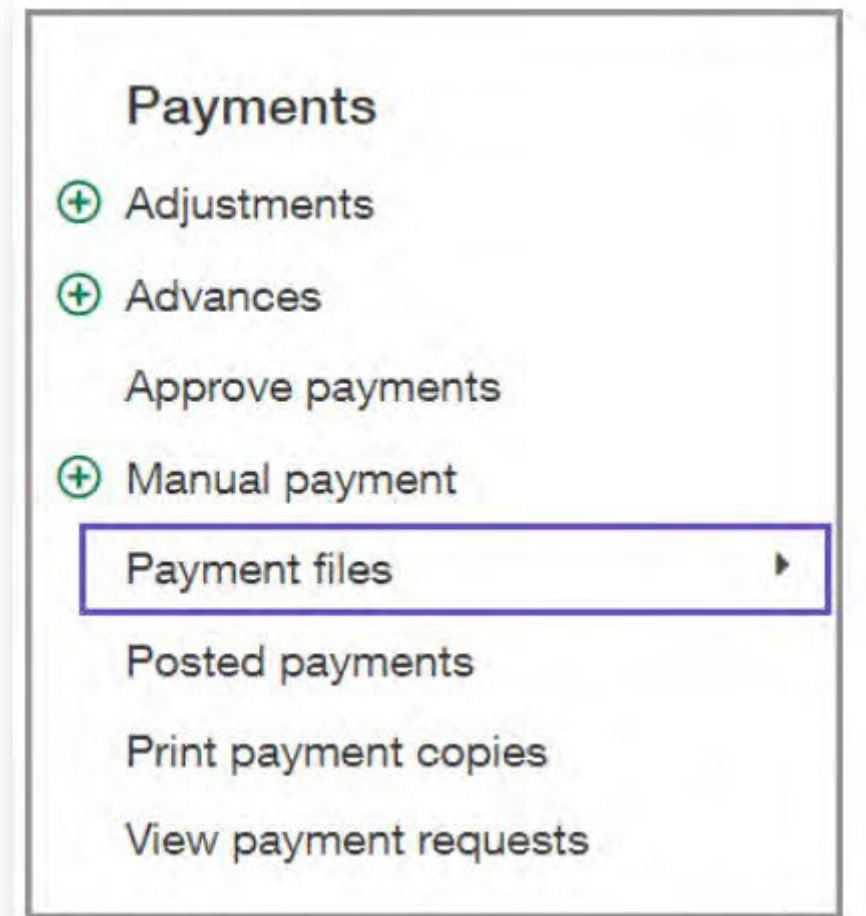 Payments
Adjustments
Advances
Approve payments
Manual payment
Payment files
Posted payments
Print payment copies
View payment requests